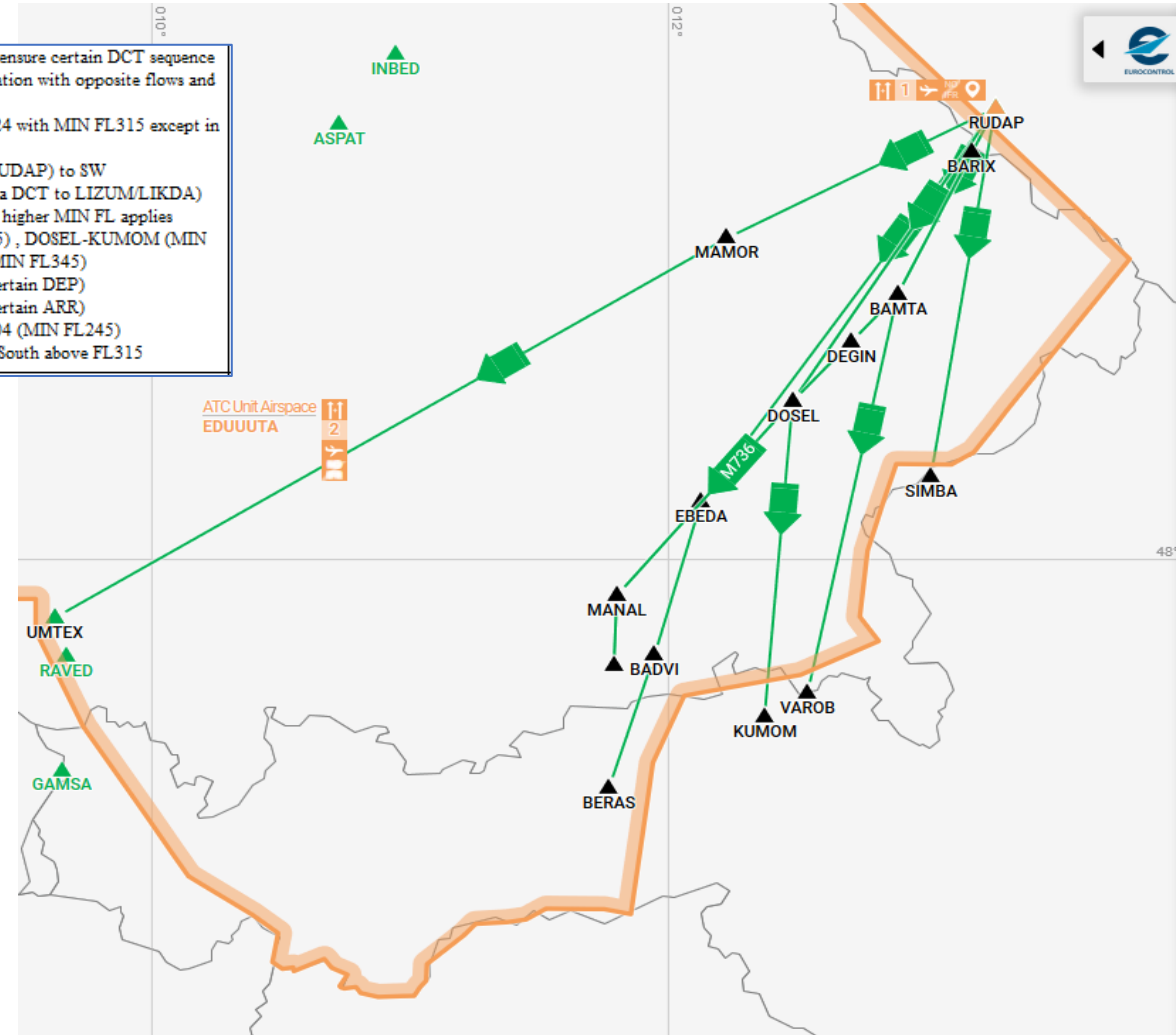 010°
012°
EUROCONTROL
ensure certain DCT sequence
tion with opposite flows and
24 with MIN FL315 except in
UDAP) to SW
a DCT to LIZUM/LIKDA)
higher MIN FL applies
5) , DOSEL-KUMOM (MIN
MIN FL345)
ertain DEP)
ertain ARR)
04 (MIN FL245)
South above FL315
INBED
ASPAT
1
RUDAP
BARIX
MAMOR
BAMTA
DEGIN
DOSEL
ATC Unit Airspace
EDUUUTA
2
M736
SIMBA
EBEDA
48°
MANAL
UMTEX
RAVED
BADVI
VAROB
KUMOM
GAMSA
BERAS